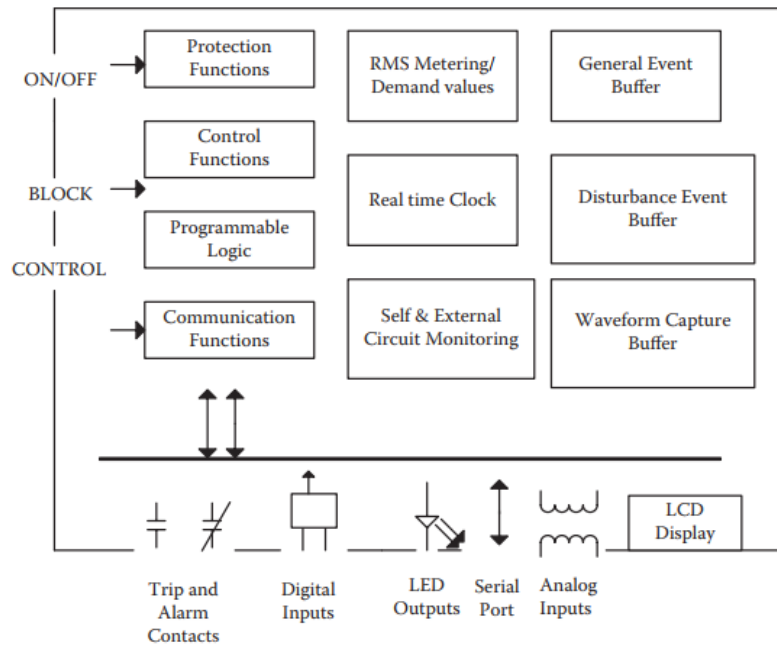 ON/OFF
BLOCK
CONTROL
Protection
Functions
Control
Functions
Programmable
Logic
Communication
Functions
RMS Metering/
Demand values
Real time Clock
Self & External
Circuit Monitoring
General Event
Buffer
Disturbance Event
Buffer
Waveform Capture
Buffer
LCD
Display
Trip and
Alarm
Contacts
Digital
Inputs
LED
Outputs
Serial
Port
Analog
Inputs